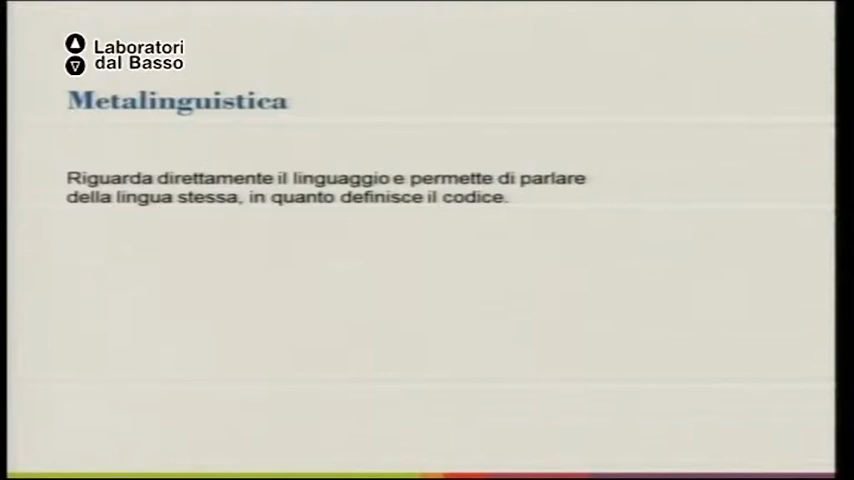 Laboratori
dal Basso
Metalinguistica
Riguarda direttamente il linguaggio e permette di parlare
della lingua stessa, in quanto definisce il codice.